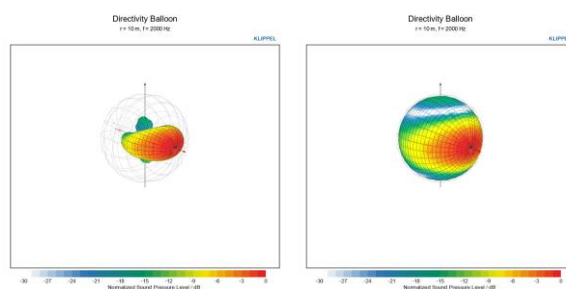 Directivity Balloon
r = 10 m, f = 2000 Hz
KLIPPEL
-30 -27 -24 -21 -18 -15 -12 -9 -6 -3 0
Normalized Sound Pressure Level / dB
Directivity Balloon
r = 10 m, f = 2000 Hz
KLIPPEL
-30 -27 -24 -21 -18 -15 -12 -9 -6 -3 0
Normalized Sound Pressure Level / dB